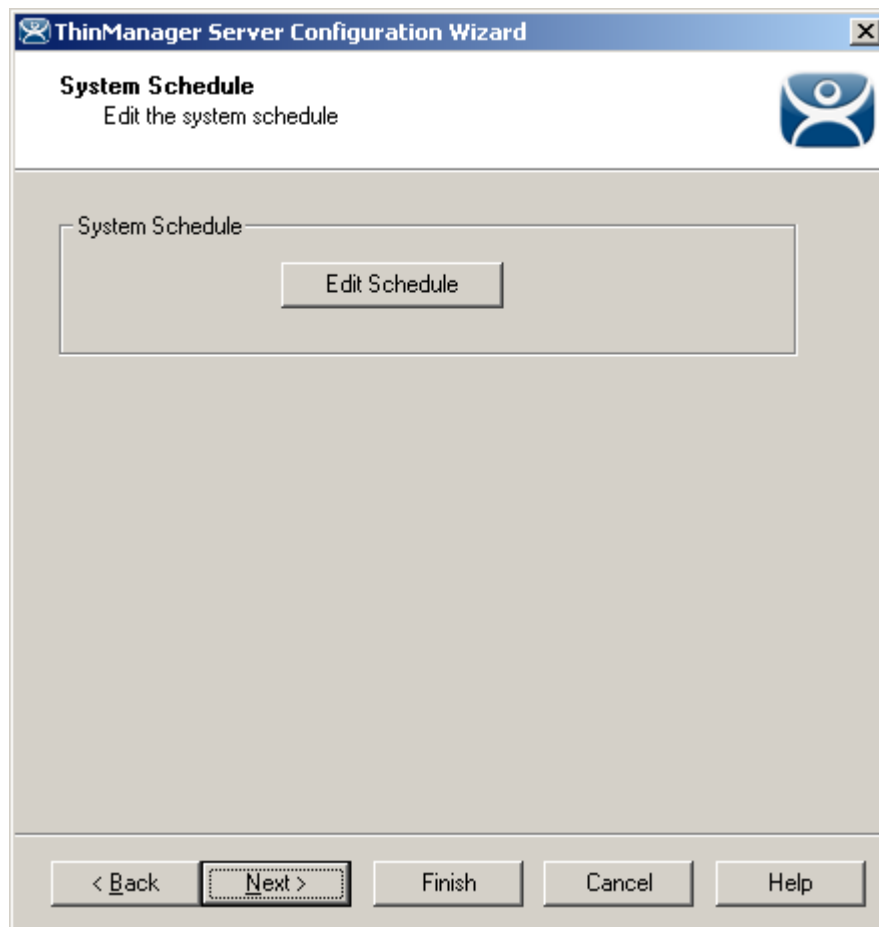 ThinManager Server Configuration Wizard
System Schedule
Edit the system schedule
System Schedule
Edit Schedule
< Back Next > Finish Cancel Help